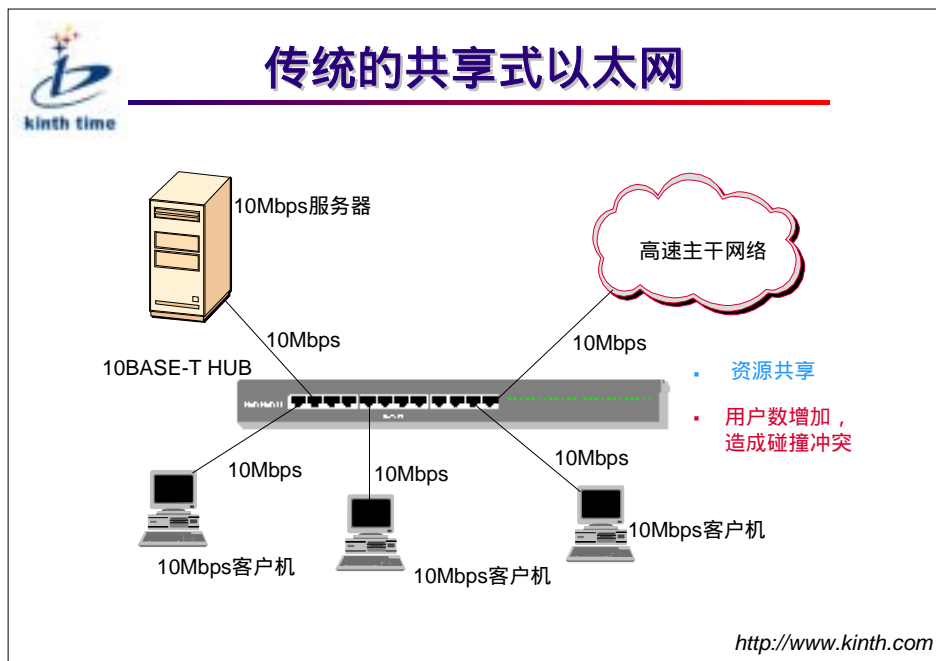 传统的共享式以太网
kinth time
10Mbps服务器
高速主干网络
10Mbps
10Mbps
10BASE-T HUB
▪ 资源共享
▪ 用户数增加，
造成碰撞冲突
10Mbps
10Mbps
10Mbps
10Mbps客户机
10Mbps客户机
10Mbps客户机
http://www.kinth.com